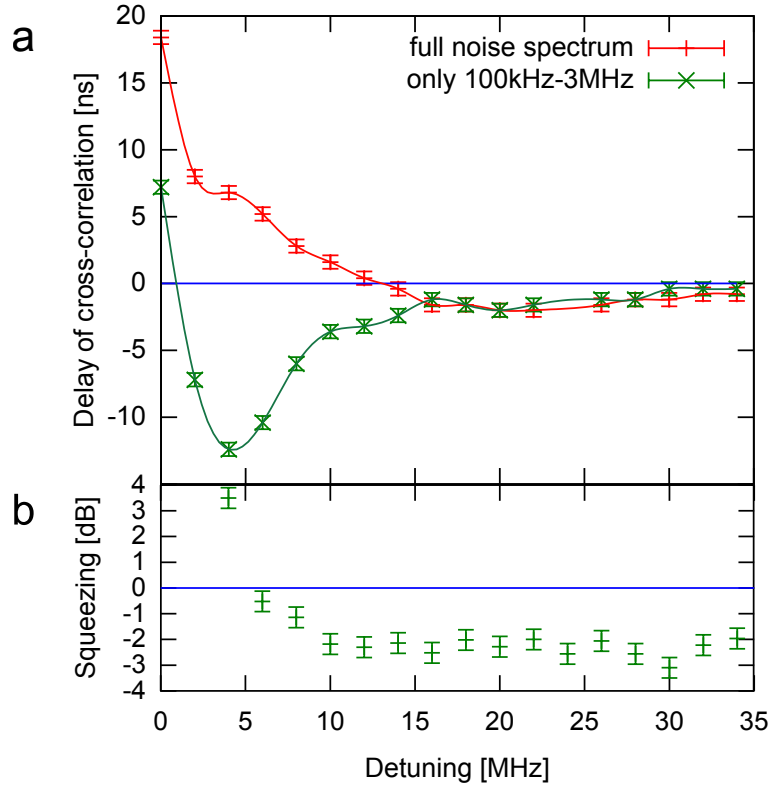 a
20
15
10
5
0
-5
-10
Delay of cross-correlation [ns]
full noise spectrum
only 100kHz-3MHz
b
4
3
2
1
0
-1
-2
-3
-4
Squeezing [dB]
0 5 10 15 20 25 30 35
Detuning [MHz]